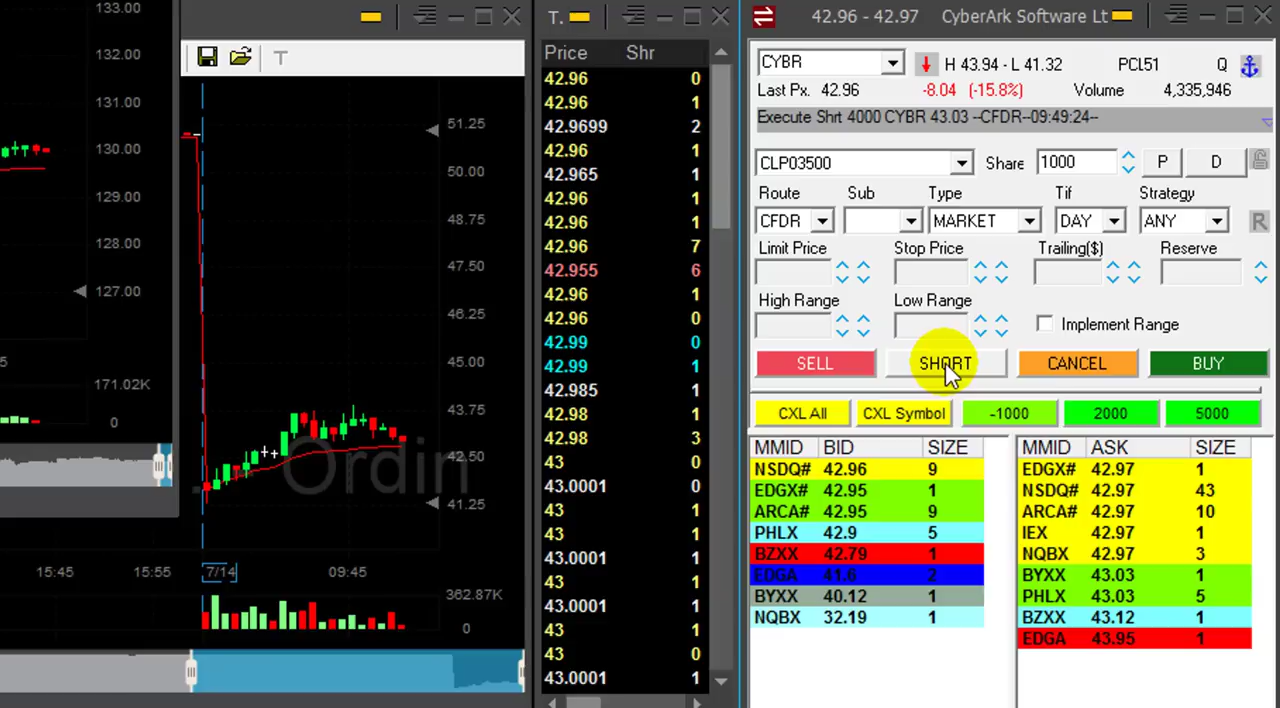 133.00
132.00
131.00
130.00
129.00
128.00
127.00
171.02K
0
15:45
15:55
T
51.25
50.00
48.75
47.50
46.25
45.00
43.75
42.50
41.25
Ordin
7/14
09:45
362.87K
0
T.
Price Shr
42.96 0
42.96 1
42.9699 2
42.96 1
42.965 1
42.96 1
42.96 1
42.96 7
42.955 6
42.96 1
42.96 0
42.99 0
42.99 1
42.985 1
42.98 1
42.98 3
43 0
43.0001 0
43 1
43 1
43.0001 1
43 1
43.0001 1
43 1
43 0
43.0001 1
42.96 - 42.97 CyberArk Software Lt
CYBR H 43.94 - L 41.32 PCL51 Q
Last Px. 42.96 -8.04 (-15.8%) Volume 4,335,946
Execute Shrt 4000 CYBR 43.03 --CFDR--09:49:24--
CLP03500 Share 1000 P D
Route Sub Type Tif Strategy
CFDR MARKET DAY ANY R
Limit Price Stop Price Trailing($) Reserve
High Range Low Range
Implement Range
SELL SHORT CANCEL BUY
CXL All CXL Symbol -1000 2000 5000
MMID BID SIZE
NSDQ# 42.96 9
EDGX# 42.95 1
ARCA# 42.95 9
PHLX 42.9 5
BZXX 42.79 1
EDGA 41.6 2
BYXX 40.12 1
NQBX 32.19 1
MMID ASK SIZE
EDGX# 42.97 1
NSDQ# 42.97 43
ARCA# 42.97 10
IEX 42.97 1
NQBX 42.97 3
BYXX 43.03 1
PHLX 43.03 5
BZXX 43.12 1
EDGA 43.95 1